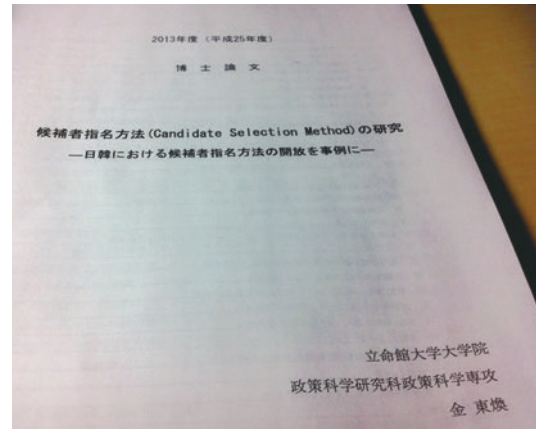 2013年度（平成25年度）
博 士 論 文
候補者指名方法(Candidate Selection Method)の研究
―日韓における候補者指名方法の開放を事例に―
立命館大学大学院
政策科学研究科政策科学専攻
金 東煥